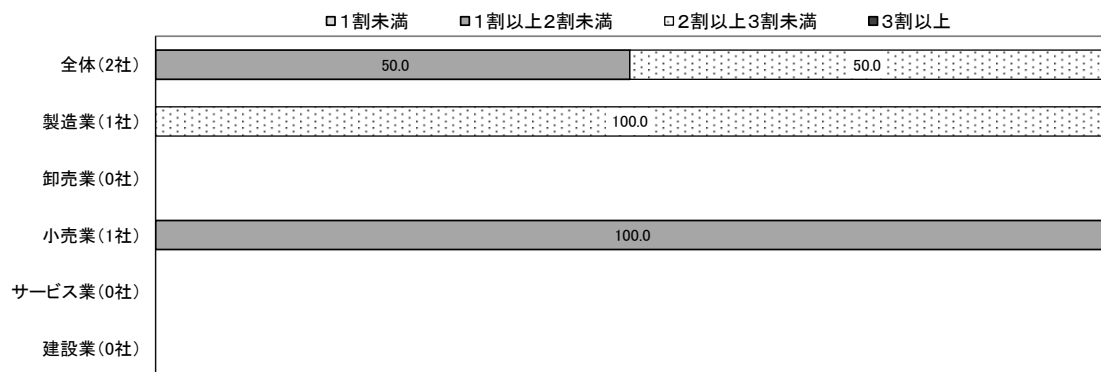 １割未満 １割以上２割未満 ２割以上３割未満 ３割以上
全体（２社） 50.0 50.0
製造業（１社） 100.0
卸売業（０社）
小売業（１社） 100.0
サービス業（０社）
建設業（０社）